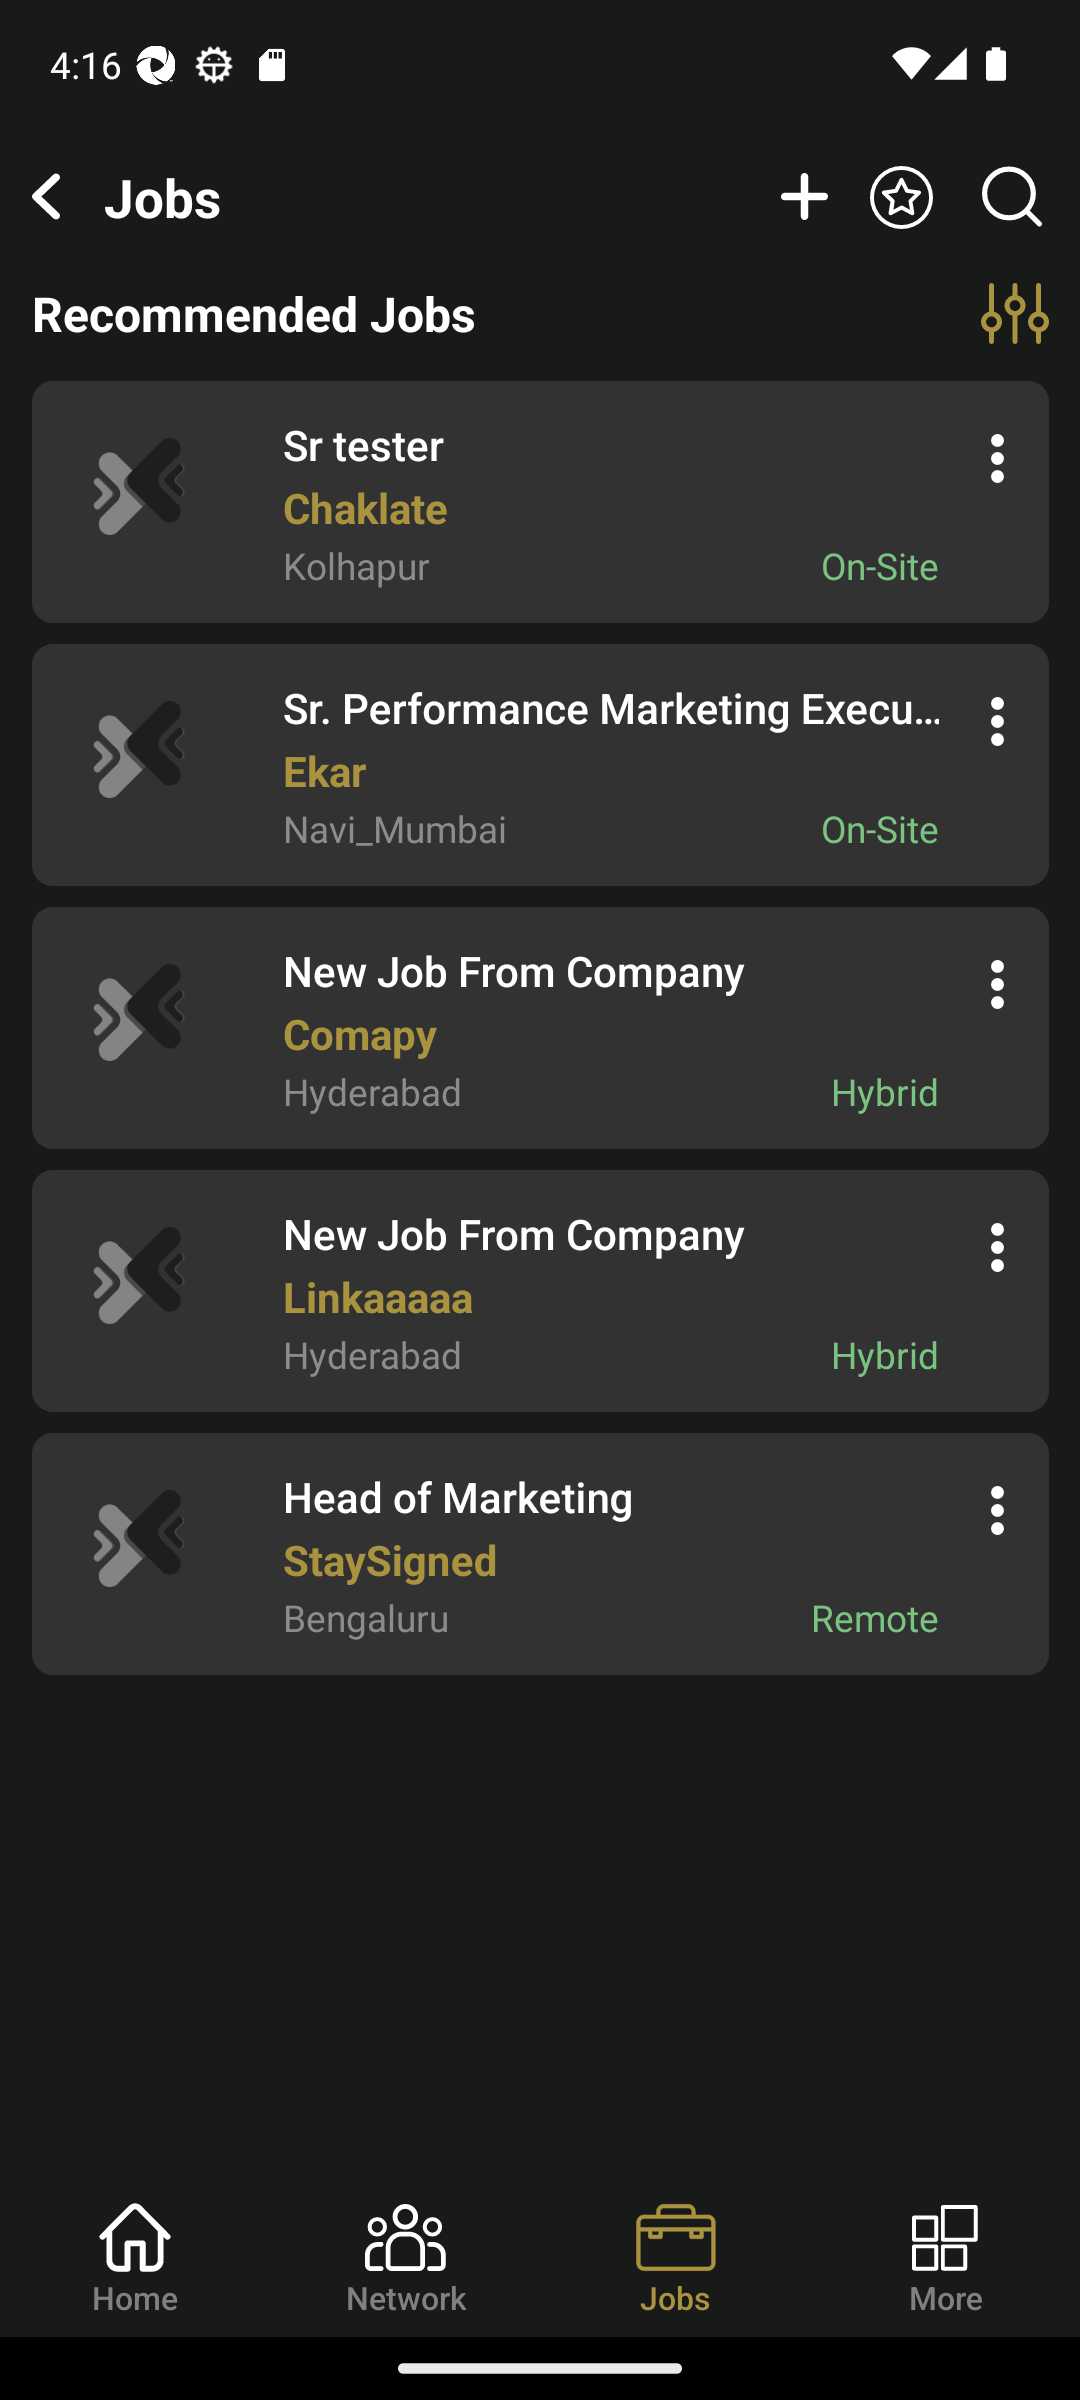 4:16
Jobs
Recommended Jobs
Sr tester
Chaklate
Kolhapur On-Site
Sr. Performance Marketing Execu...
Ekar
Navi_Mumbai On-Site
New Job From Company
Comapy
Hyderabad Hybrid
New Job From Company
Linkaaaaa
Hyderabad Hybrid
Head of Marketing
StaySigned
Bengaluru Remote
Home Network Jobs More